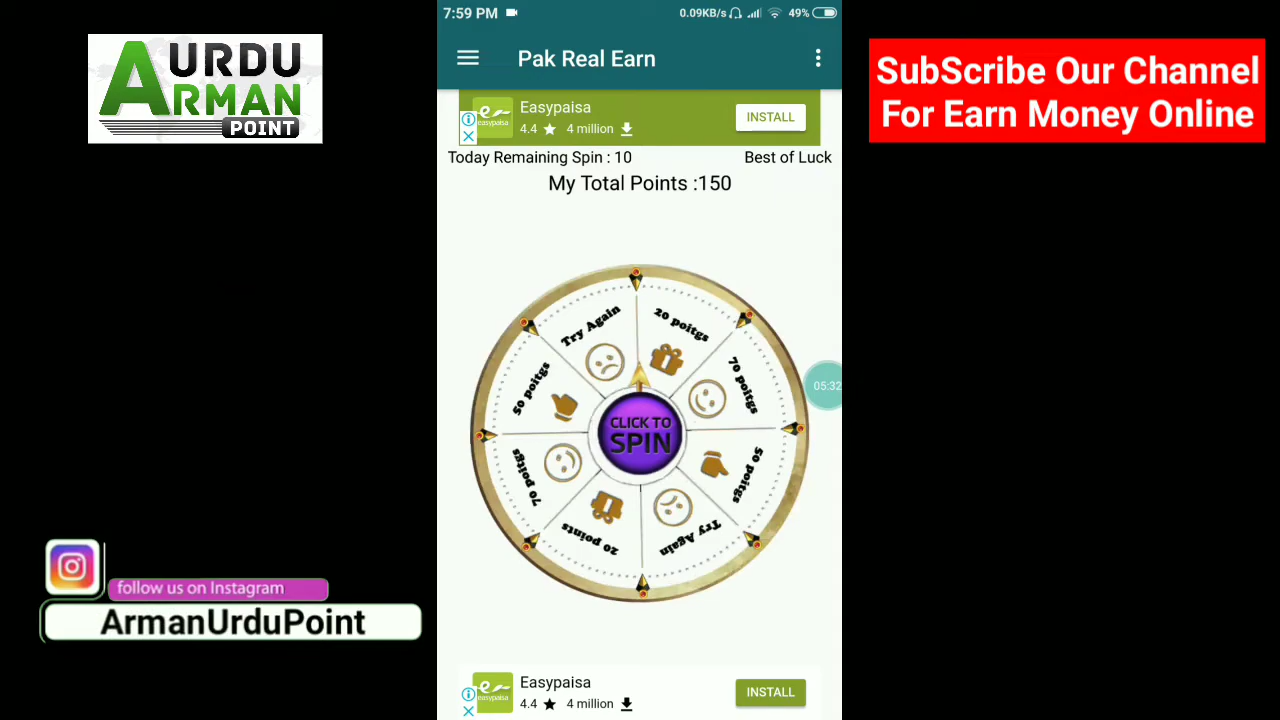 A URDU
ARMAN
POINT
7:59 PM
0.09KB/s
49%
Pak Real Earn
SubScribe Our Channel
For Earn Money Online
easypaisa
Easypaisa
4.4 ★ 4 million
INSTALL
Today Remaining Spin : 10
Best of Luck
My Total Points :150
Try Again
20 poitgs
70 poitgs
50 poitgs
Try Again
20 points
70 poitgs
50 poitgs
CLICK TO
SPIN
05:32
follow us on Instagram
ArmanUrduPoint
easypaisa
Easypaisa
4.4 ★ 4 million
INSTALL